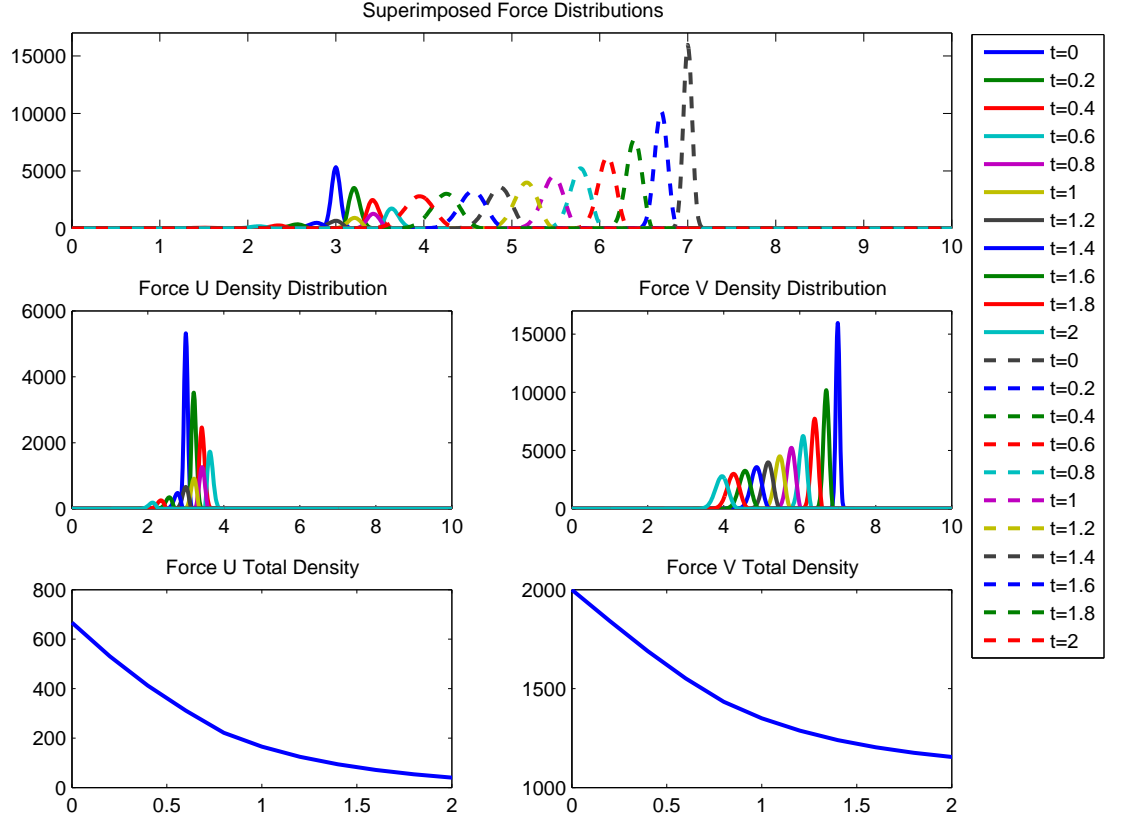 Superimposed Force Distributions
15000
10000
5000
0
0 1 2 3 4 5 6 7 8 9 10
t=0
t=0.2
t=0.4
t=0.6
t=0.8
t=1
t=1.2
t=1.4
t=1.6
t=1.8
t=2
t=0
t=0.2
t=0.4
t=0.6
t=0.8
t=1
t=1.2
t=1.4
t=1.6
t=1.8
t=2
Force U Density Distribution
6000
4000
2000
0
0 2 4 6 8 10
Force V Density Distribution
15000
10000
5000
0
0 2 4 6 8 10
Force U Total Density
800
600
400
200
0
0 0.5 1 1.5 2
Force V Total Density
2000
1500
1000
0 0.5 1 1.5 2